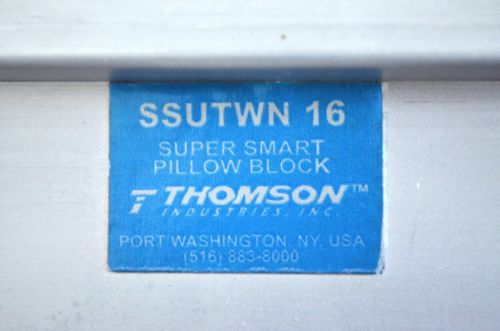 SSUTWN 16
SUPER SMART
PILLOW BLOCK
THOMSON™
INDUSTRIES, INC.
PORT WASHINGTON, NY, USA
(516) 883-8000